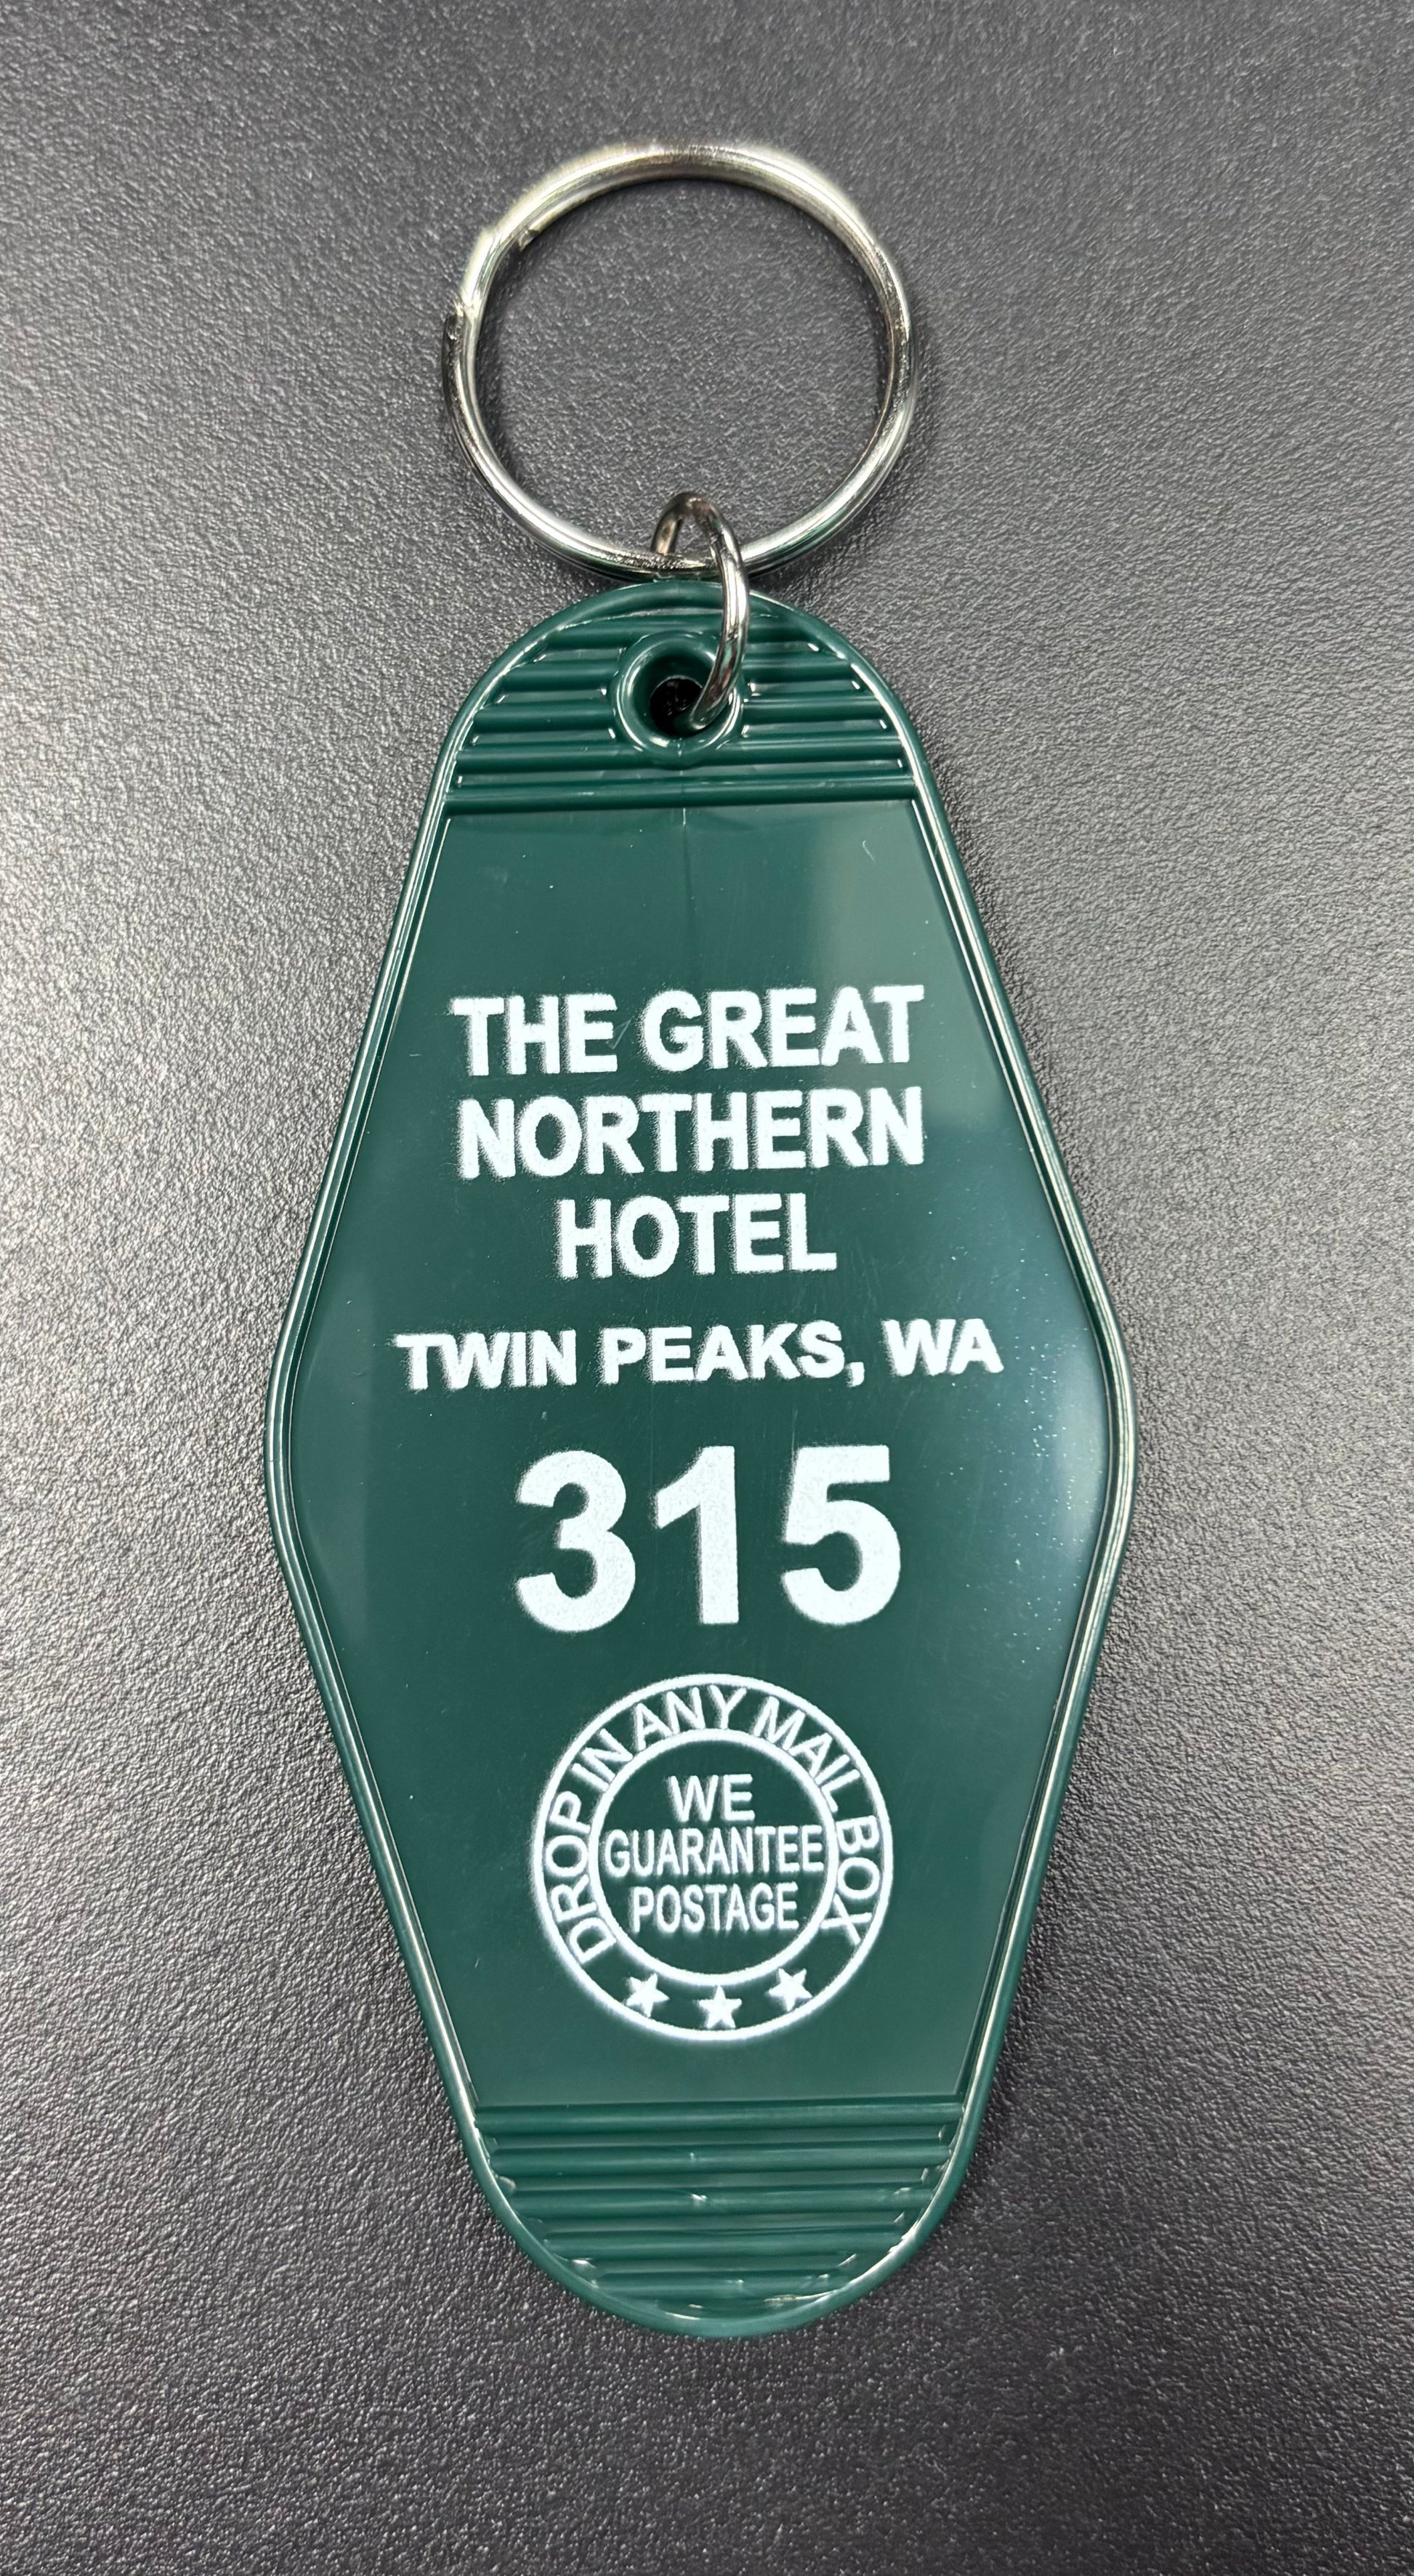 THE GREAT
NORTHERN
HOTEL
TWIN PEAKS, WA
315
DROP IN ANY MAIL BOX
WE
GUARANTEE
POSTAGE